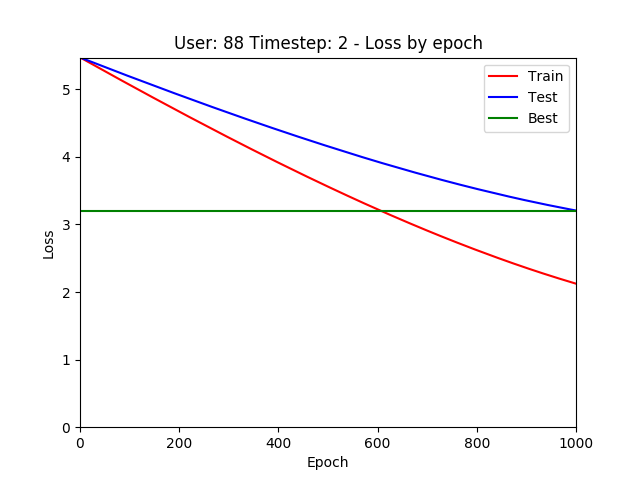 User: 88 Timestep: 2 - Loss by epoch
Train
Test
Best
5
4
3
2
1
0
Loss
0 200 400 600 800 1000
Epoch